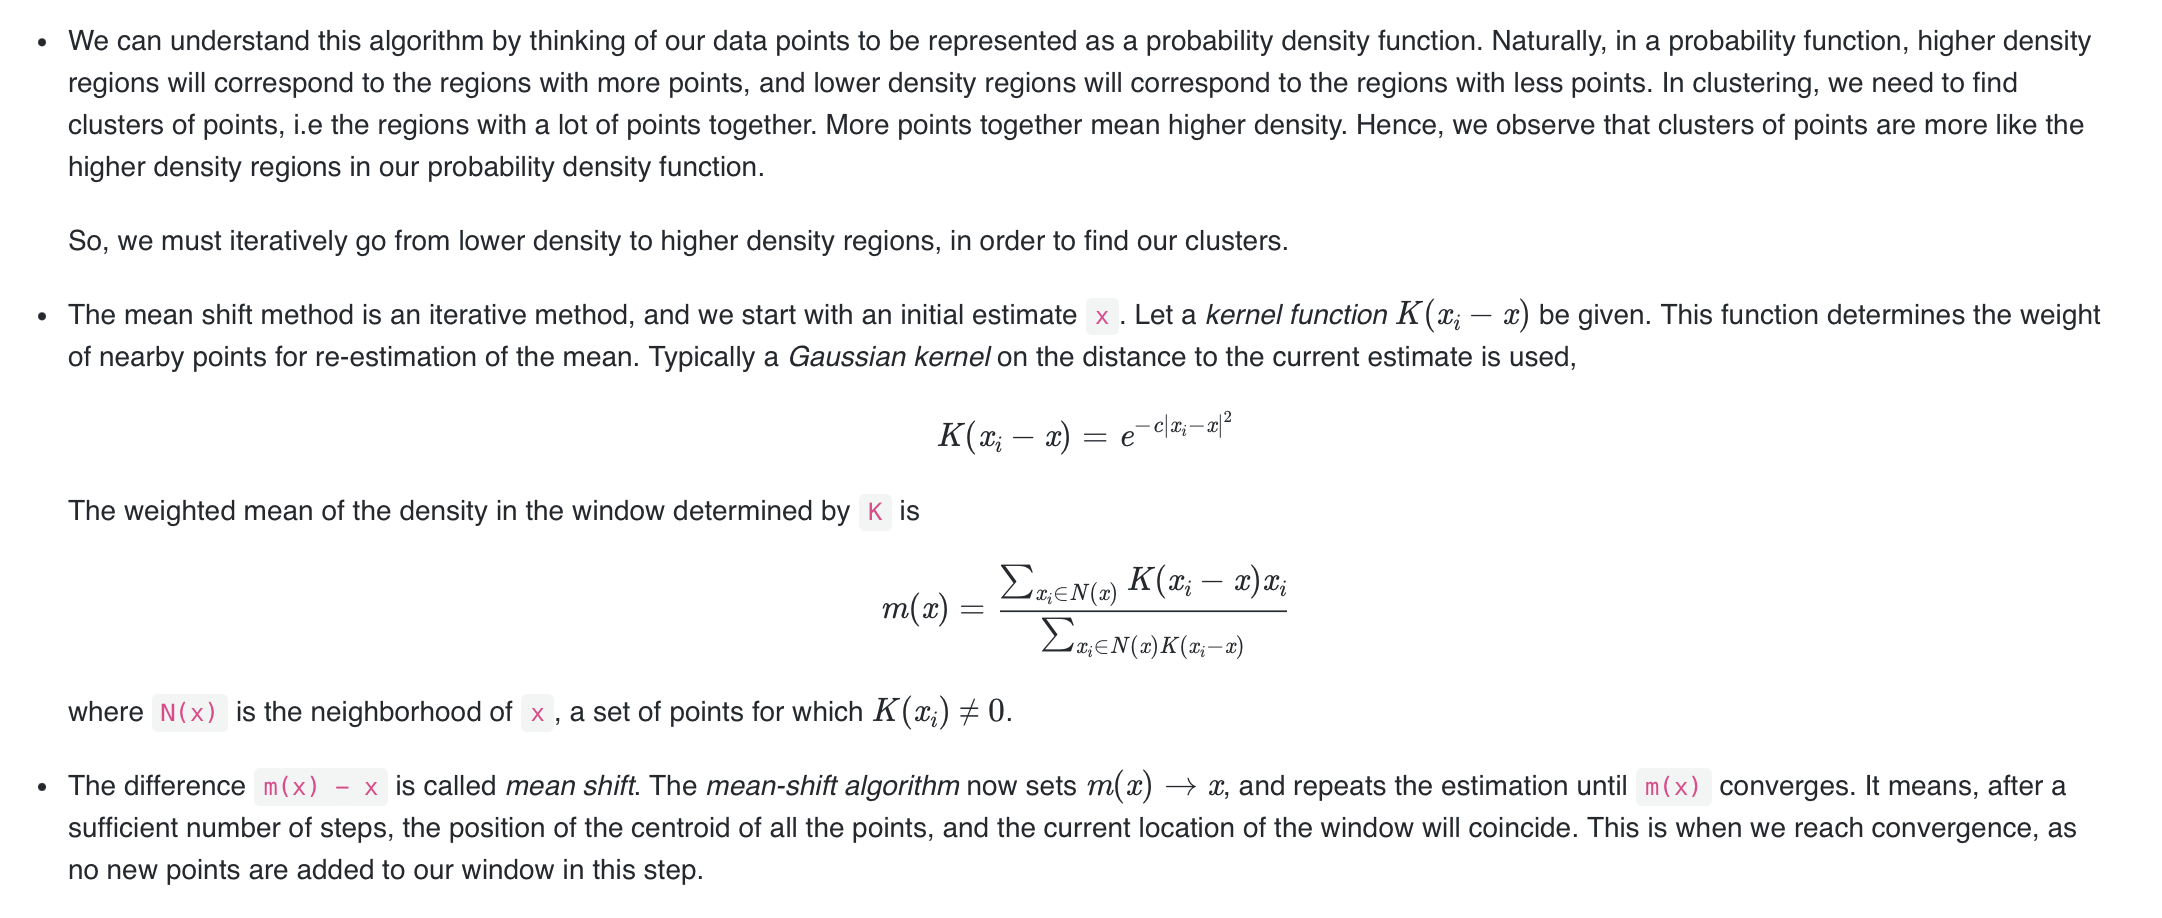 • We can understand this algorithm by thinking of our data points to be represented as a probability density function. Naturally, in a probability function, higher density
regions will correspond to the regions with more points, and lower density regions will correspond to the regions with less points. In clustering, we need to find
clusters of points, i.e the regions with a lot of points together. More points together mean higher density. Hence, we observe that clusters of points are more like the
higher density regions in our probability density function.
So, we must iteratively go from lower density to higher density regions, in order to find our clusters.
• The mean shift method is an iterative method, and we start with an initial estimate x . Let a kernel function K(x_i − x) be given. This function determines the weight
of nearby points for re-estimation of the mean. Typically a Gaussian kernel on the distance to the current estimate is used,
K(x_i − x) = e^{−c|x_i−x|^2}
The weighted mean of the density in the window determined by K is
m(x) = \frac{\sum_{x_i∈N(x)} K(x_i − x)x_i}{\sum_{x_i∈N(x)K(x_i−x)}}
where N(x) is the neighborhood of x , a set of points for which K(x_i) ≠ 0.
• The difference m(x) - x is called mean shift. The mean-shift algorithm now sets m(x) → x, and repeats the estimation until m(x) converges. It means, after a
sufficient number of steps, the position of the centroid of all the points, and the current location of the window will coincide. This is when we reach convergence, as
no new points are added to our window in this step.